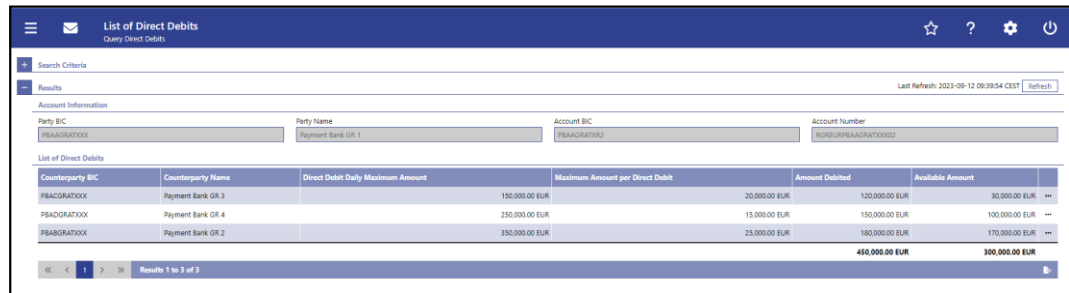 List of Direct Debits
Query Direct Debits
?
+ Search Criteria
− Results Last Refresh: 2023-09-12 09:39:54 CEST Refresh
Account Information
Party BIC Party Name Account BIC Account Number
PBAAGRATXXX Payment Bank GR 1 PBAAGRATXR2 RGREURPBAAGRATXXX02
List of Direct Debits
Counterparty BIC Counterparty Name Direct Debit Daily Maximum Amount Maximum Amount per Direct Debit Amount Debited Available Amount
PBACGRATXXX Payment Bank GR 3 150,000.00 EUR 20,000.00 EUR 120,000.00 EUR 30,000.00 EUR ···
PBADGRATXXX Payment Bank GR 4 250,000.00 EUR 15,000.00 EUR 150,000.00 EUR 100,000.00 EUR ···
PBABGRATXXX Payment Bank GR 2 350,000.00 EUR 25,000.00 EUR 180,000.00 EUR 170,000.00 EUR ···
450,000.00 EUR 300,000.00 EUR
« < 1 > » Results 1 to 3 of 3